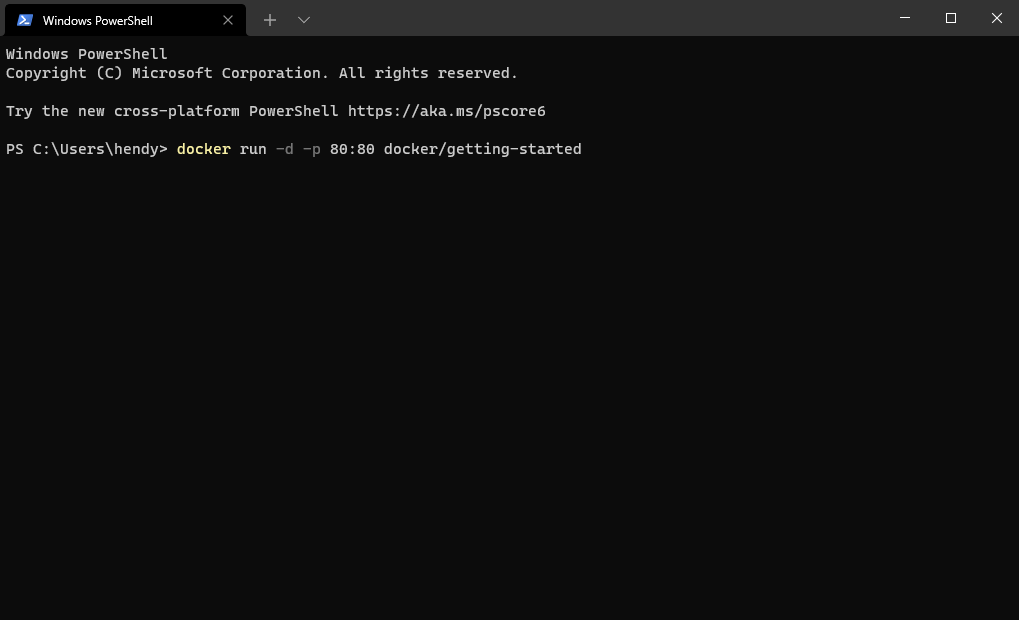 Windows PowerShell
Windows PowerShell
Copyright (C) Microsoft Corporation. All rights reserved.
Try the new cross-platform PowerShell https://aka.ms/pscore6
PS C:\Users\hendy> docker run -d -p 80:80 docker/getting-started